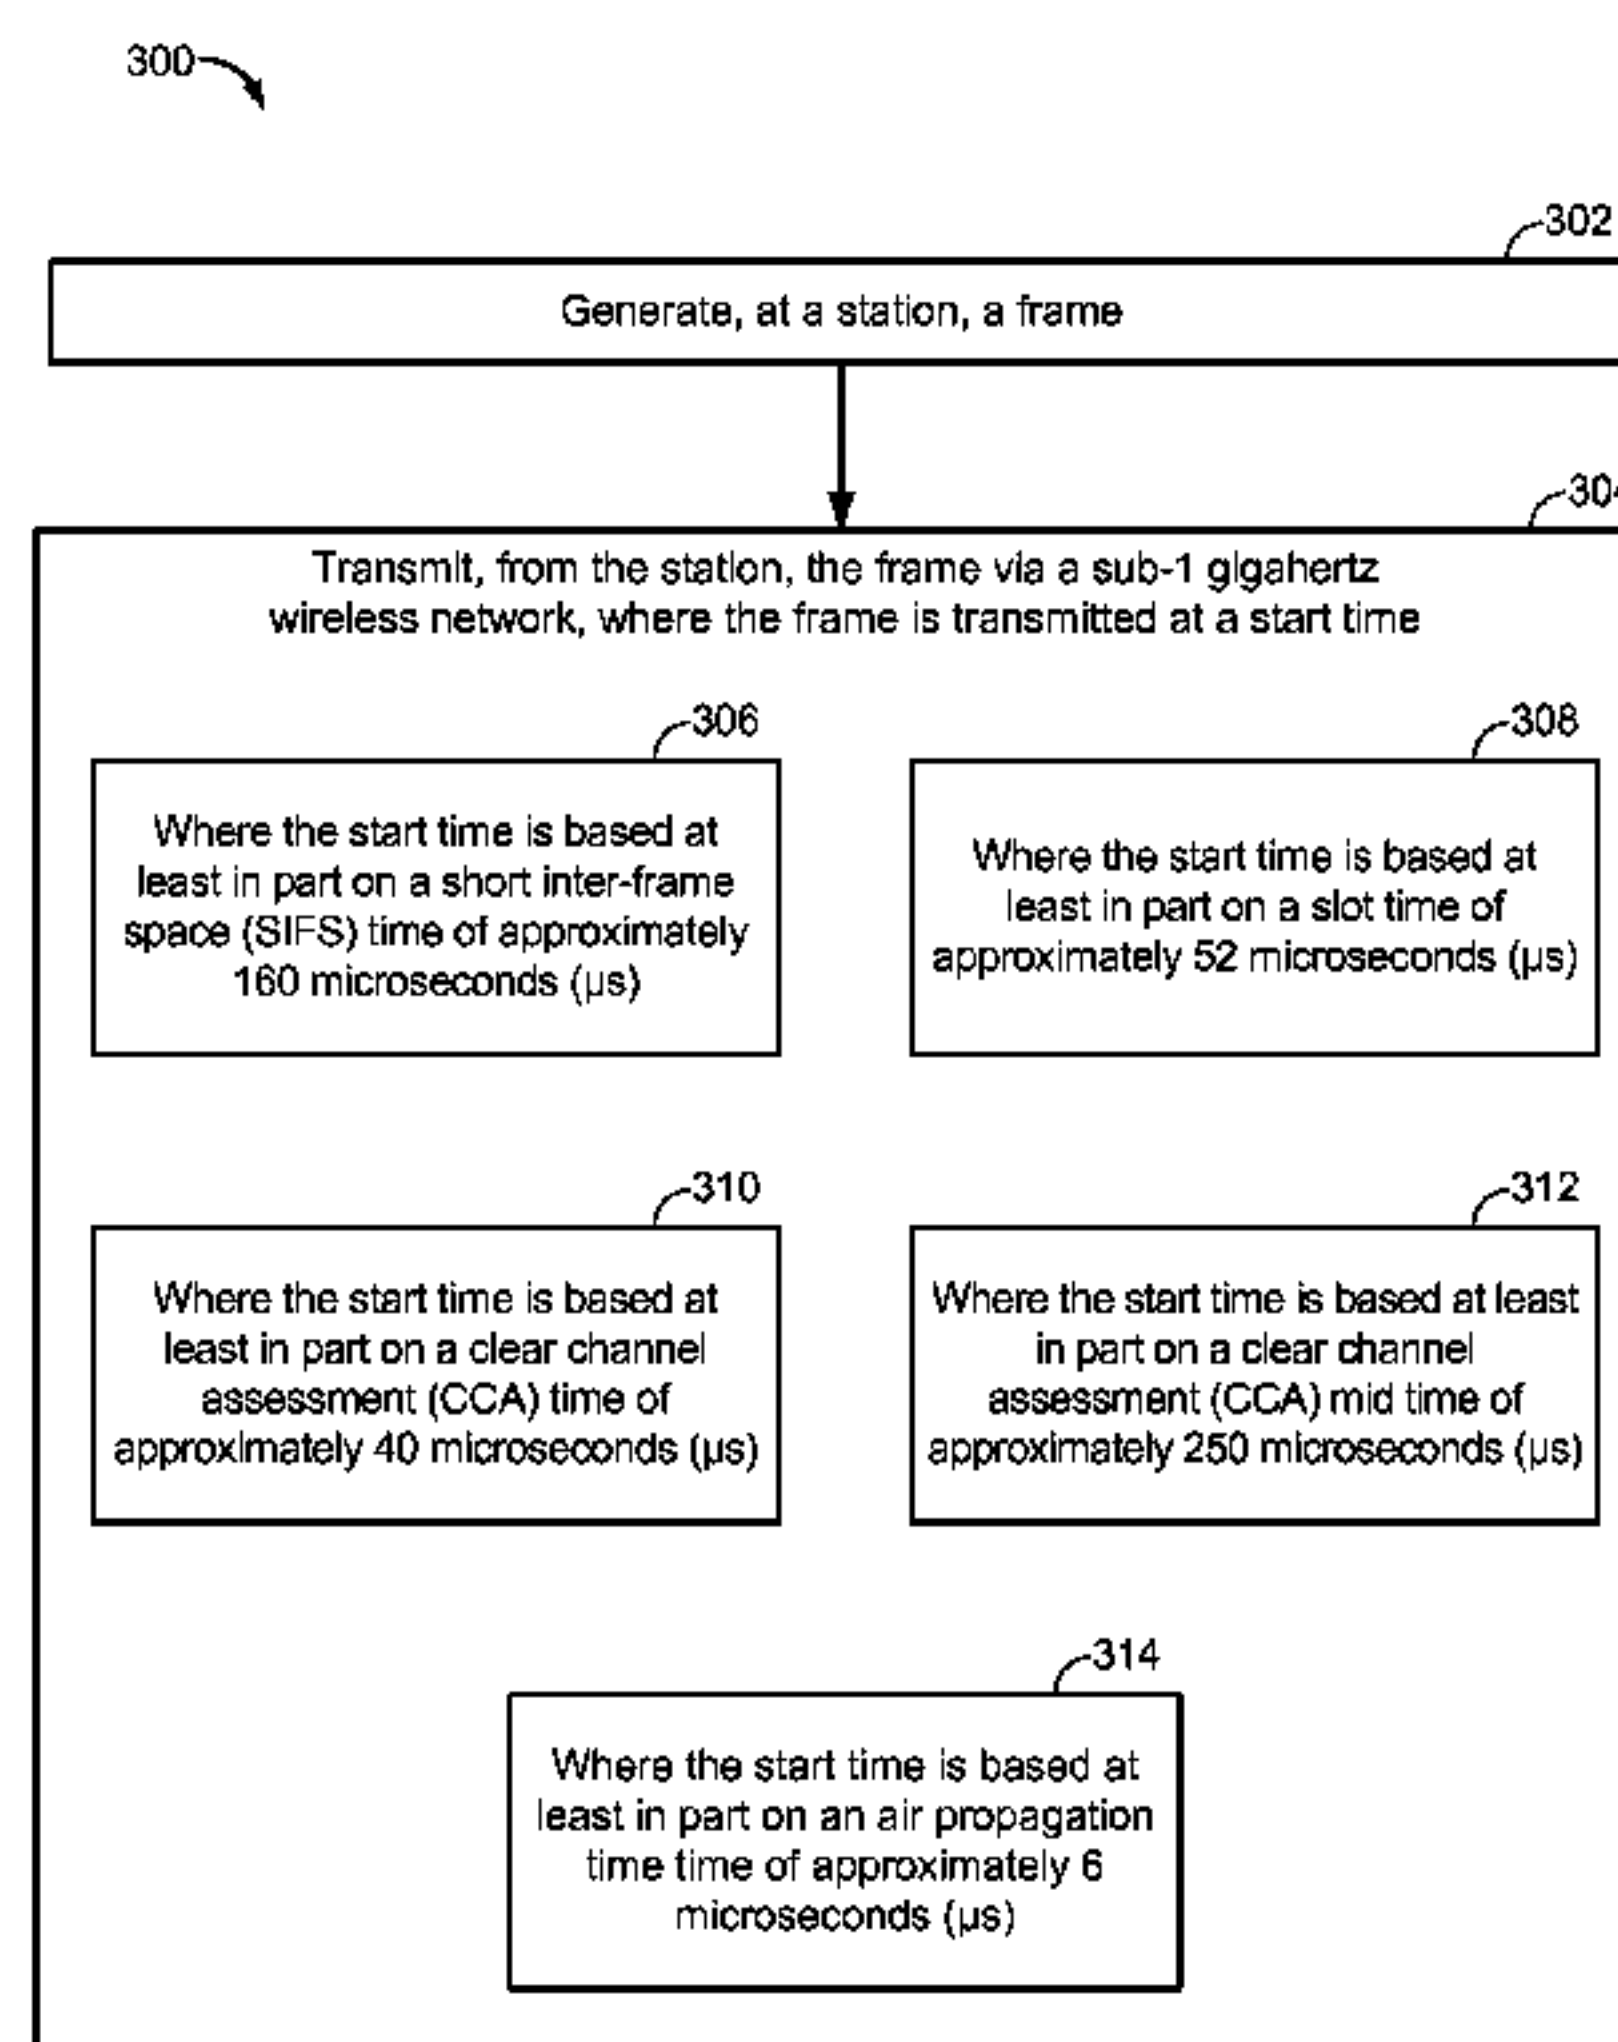 300
302
Generate, at a station, a frame
304
Transmit, from the station, the frame via a sub-1 gigahertz
wireless network, where the frame is transmitted at a start time
306
Where the start time is based at
least in part on a short inter-frame
space (SIFS) time of approximately
160 microseconds (µs)
308
Where the start time is based at
least in part on a slot time of
approximately 52 microseconds (µs)
310
Where the start time is based at
least in part on a clear channel
assessment (CCA) time of
approximately 40 microseconds (µs)
312
Where the start time is based at least
in part on a clear channel
assessment (CCA) mid time of
approximately 250 microseconds (µs)
314
Where the start time is based at
least in part on an air propagation
time time of approximately 6
microseconds (µs)